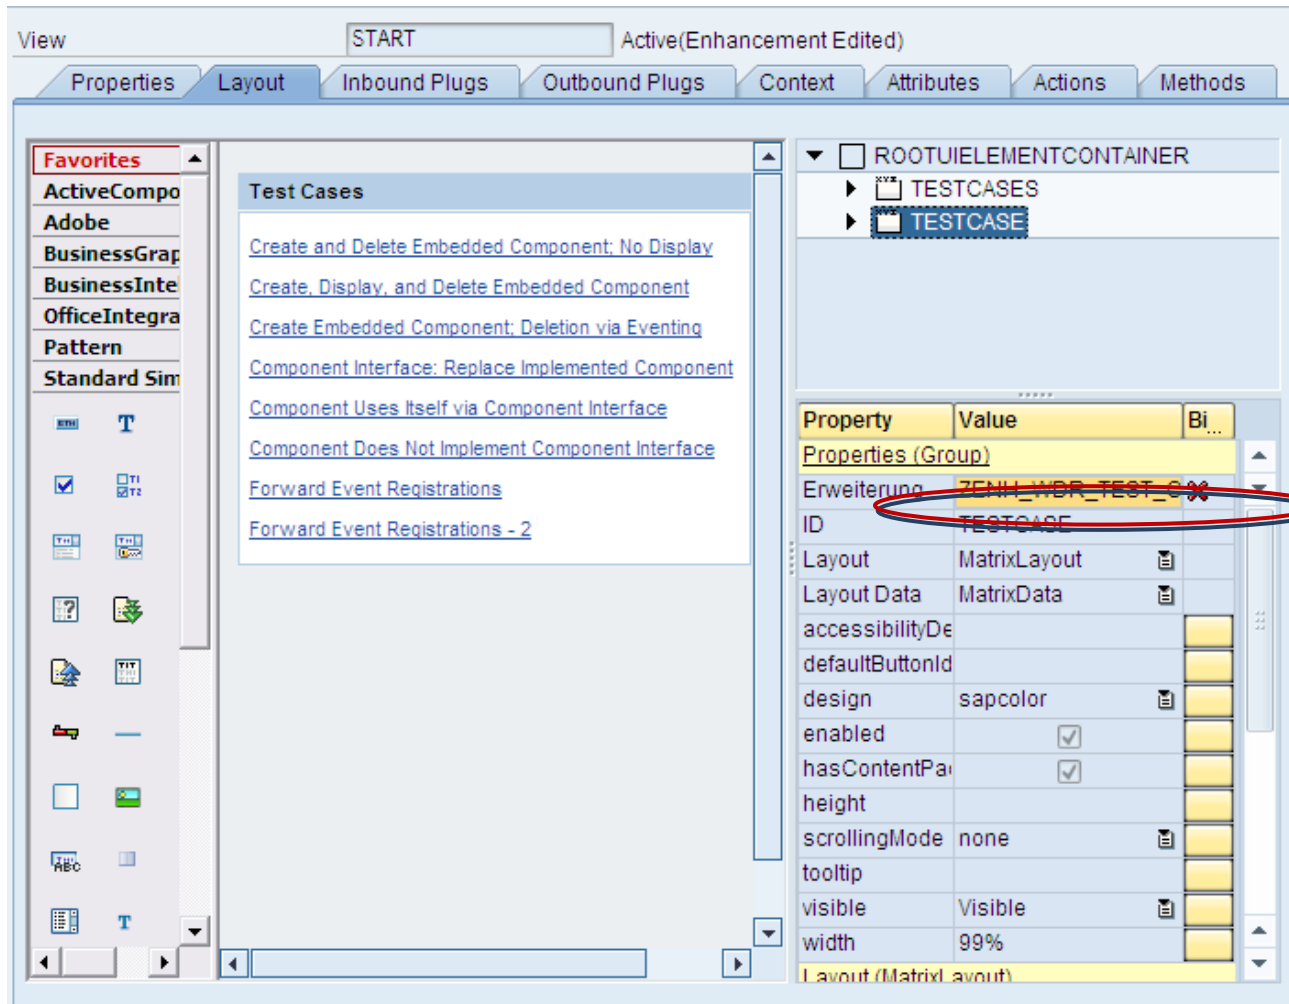 View START Active(Enhancement Edited)
Properties Layout Inbound Plugs Outbound Plugs Context Attributes Actions Methods
Favorites
ActiveCompo
Adobe
BusinessGrap
BusinessIntel
OfficeIntegra
Pattern
Standard Sim
Test Cases
Create and Delete Embedded Component; No Display
Create, Display, and Delete Embedded Component
Create Embedded Component; Deletion via Eventing
Component Interface: Replace Implemented Component
Component Uses Itself via Component Interface
Component Does Not Implement Component Interface
Forward Event Registrations
Forward Event Registrations - 2
ROOTUIELEMENTCONTAINER
TESTCASES
TESTCASE
Property Value Bi...
Properties (Group)
Erweiterung ZENH_WDR_TEST_C
ID TESTCASE
Layout MatrixLayout
Layout Data MatrixData
accessibilityDe
defaultButtonId
design sapcolor
enabled
hasContentPa
height
scrollingMode none
tooltip
visible Visible
width 99%
Layout (MatrixLayout)